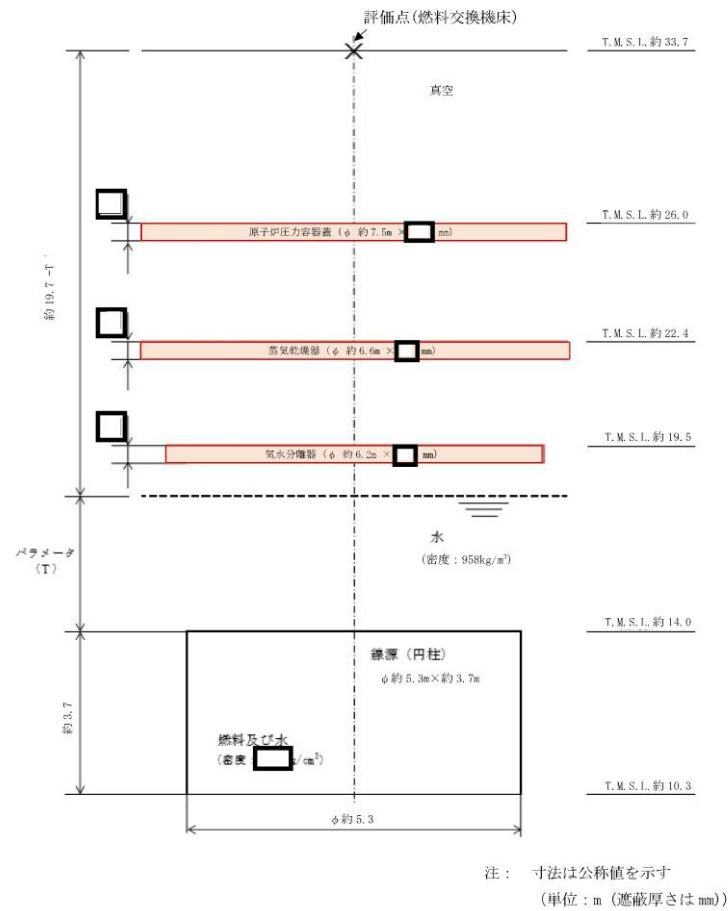 評価点(燃料交換機床)
T.M.S.L.約33.7
真空
T.M.S.L.約26.0
原子炉圧力容器蓋（φ 約7.5m × mm）
T.M.S.L.約22.4
蒸気乾燥器（φ 約6.6m × mm）
約19.7-T
T.M.S.L.約19.5
気水分離器（φ 約6.2m × mm）
水
(密度：958kg/m³)
パラメータ
(T)
T.M.S.L.約14.0
線源（円柱）
φ約5.3m×約3.7m
約3.7
燃料及び水
(密度： g/cm³)
T.M.S.L.約10.3
φ約5.3
注： 寸法は公称値を示す
(単位：m (遮蔽厚さはmm))